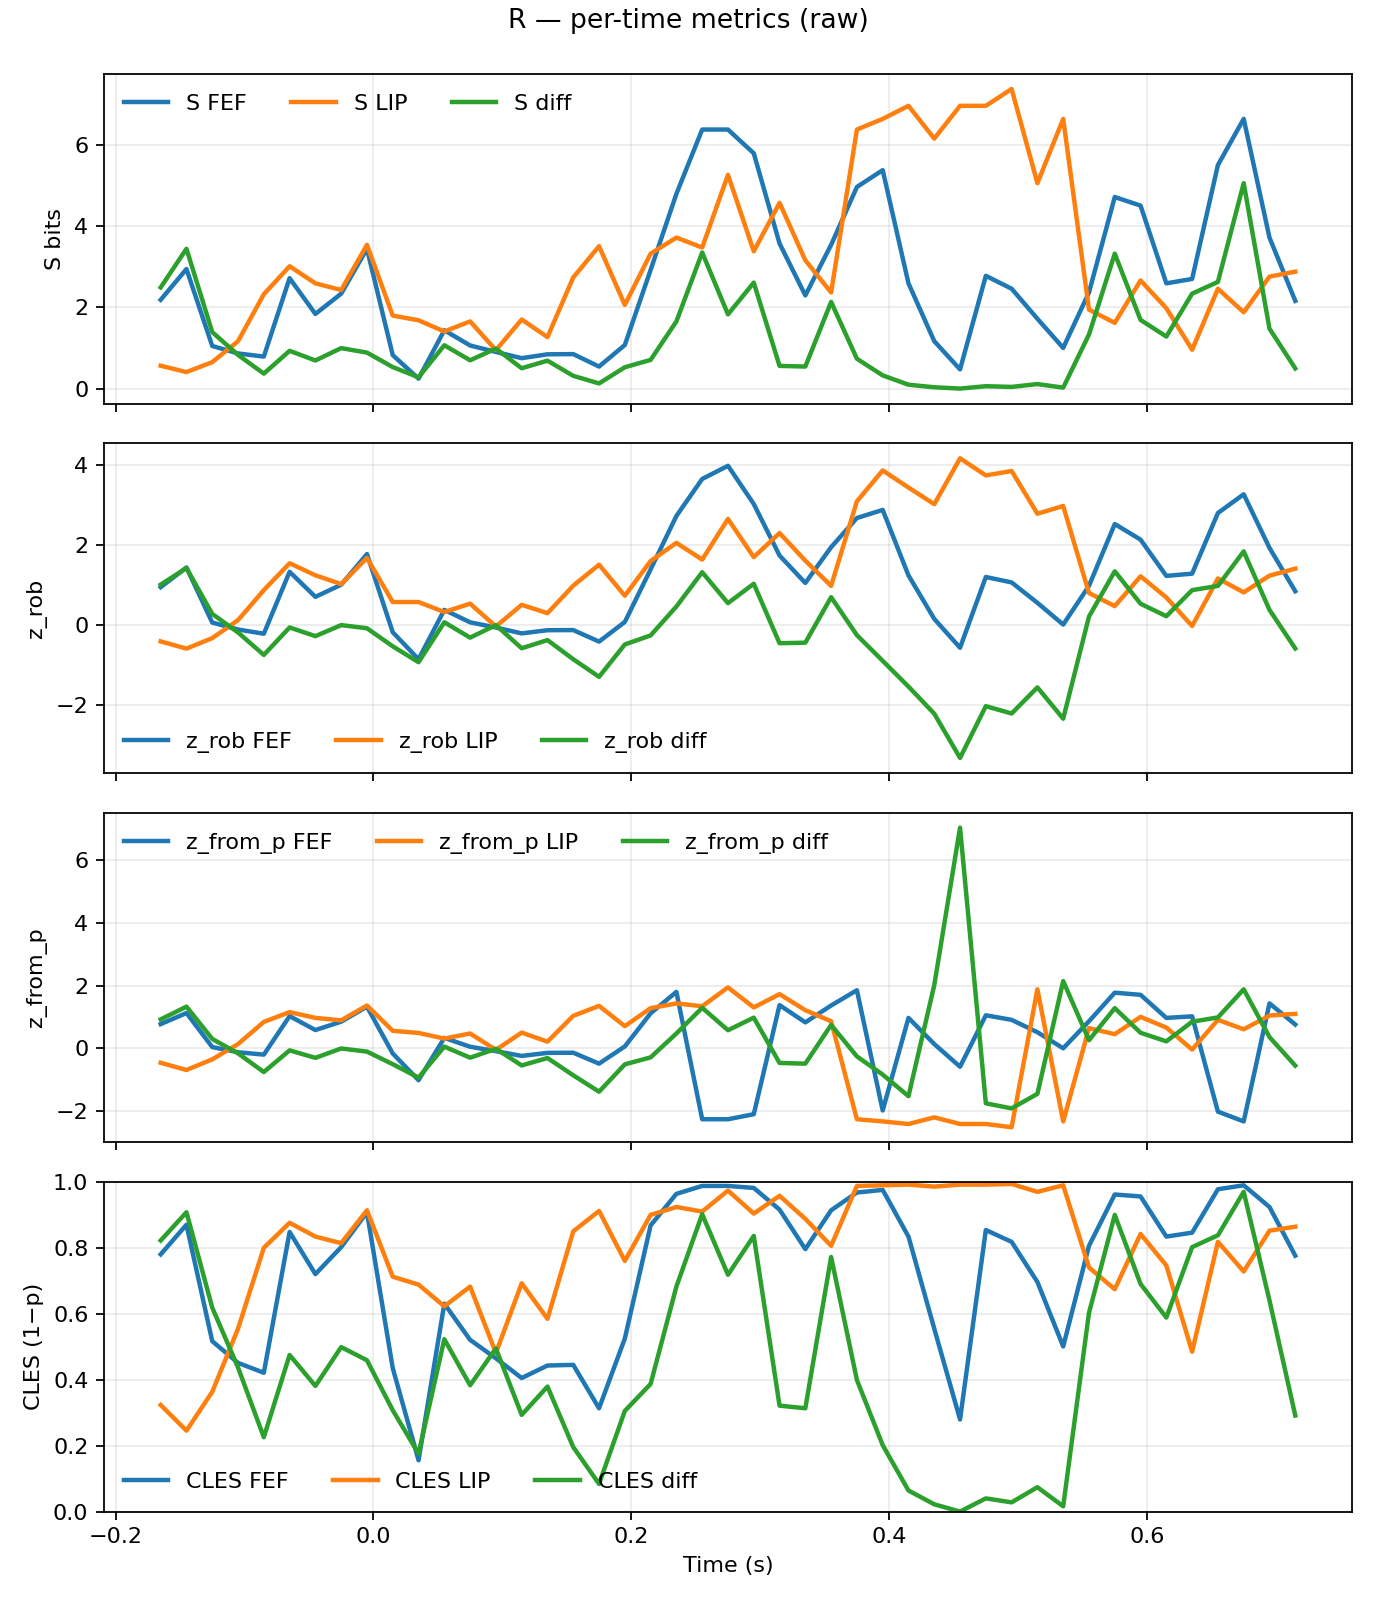 R — per-time metrics (raw)
S FEF S LIP S diff
S bits
6
4
2
0
z_rob
4
2
0
−2
z_rob FEF z_rob LIP z_rob diff
z_from_p FEF z_from_p LIP z_from_p diff
z_from_p
6
4
2
0
−2
CLES (1−p)
1.0
0.8
0.6
0.4
0.2
0.0
CLES FEF CLES LIP CLES diff
−0.2 0.0 0.2 0.4 0.6
Time (s)